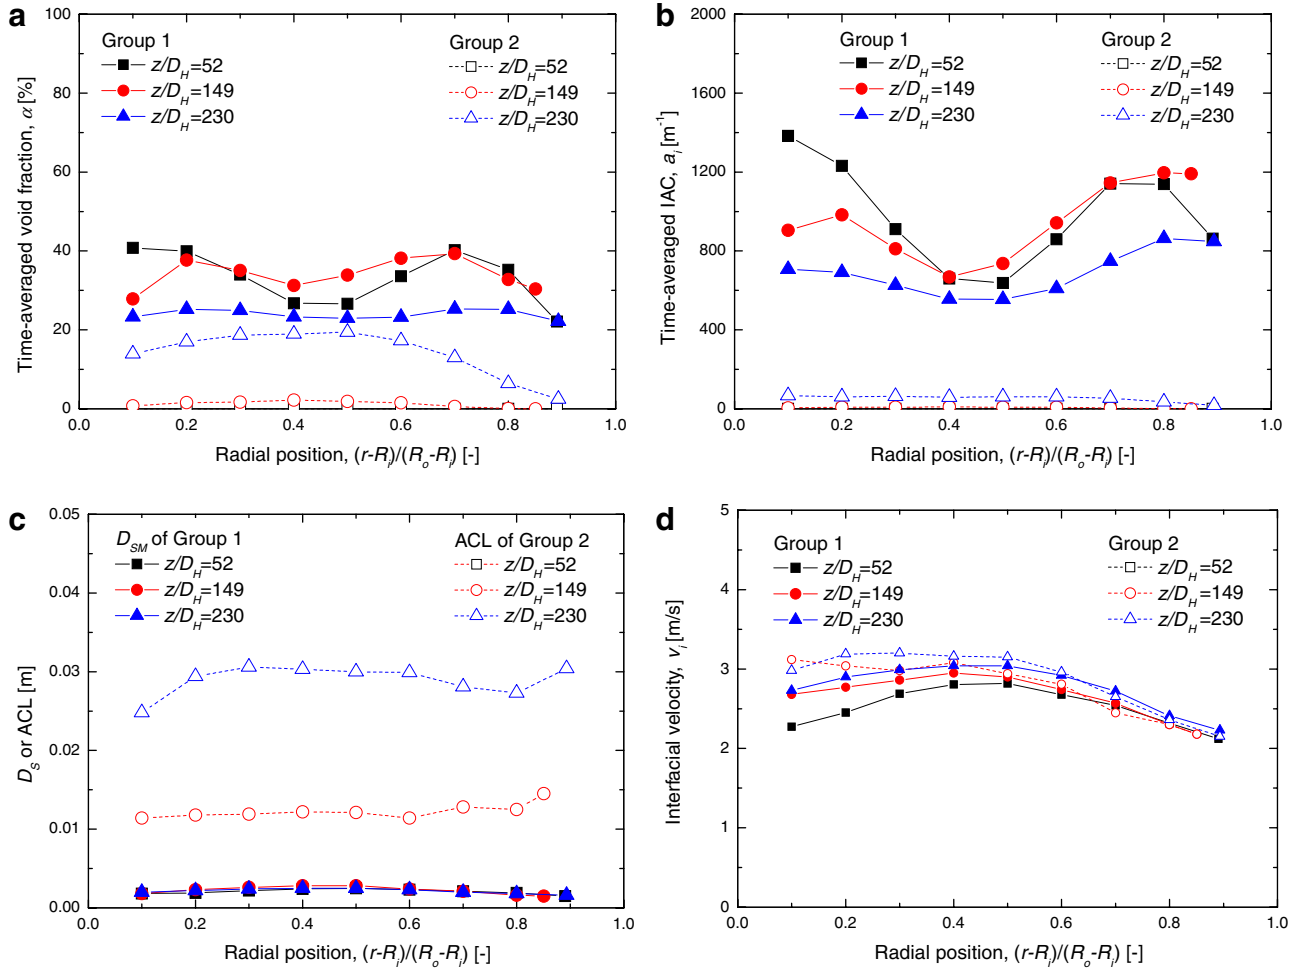 a
100
80
60
40
20
0
Time-averaged void fraction, α [%]
Group 1
z/D_H=52
z/D_H=149
z/D_H=230
Group 2
z/D_H=52
z/D_H=149
z/D_H=230
0.0 0.2 0.4 0.6 0.8 1.0
Radial position, (r-R_i)/(R_o-R_i) [-]
b
2000
1600
1200
800
400
0
Time-averaged IAC, a_i [m⁻¹]
Group 1
z/D_H=52
z/D_H=149
z/D_H=230
Group 2
z/D_H=52
z/D_H=149
z/D_H=230
0.0 0.2 0.4 0.6 0.8 1.0
Radial position, (r-R_i)/(R_o-R_i) [-]
c
0.05
0.04
0.03
0.02
0.01
0.00
D_S or ACL [m]
D_SM of Group 1
z/D_H=52
z/D_H=149
z/D_H=230
ACL of Group 2
z/D_H=52
z/D_H=149
z/D_H=230
0.0 0.2 0.4 0.6 0.8 1.0
Radial position, (r-R_i)/(R_o-R_i) [-]
d
5
4
3
2
1
0
Interfacial velocity, v_i [m/s]
Group 1
z/D_H=52
z/D_H=149
z/D_H=230
Group 2
z/D_H=52
z/D_H=149
z/D_H=230
0.0 0.2 0.4 0.6 0.8 1.0
Radial position, (r-R_i)/(R_o-R_i) [-]